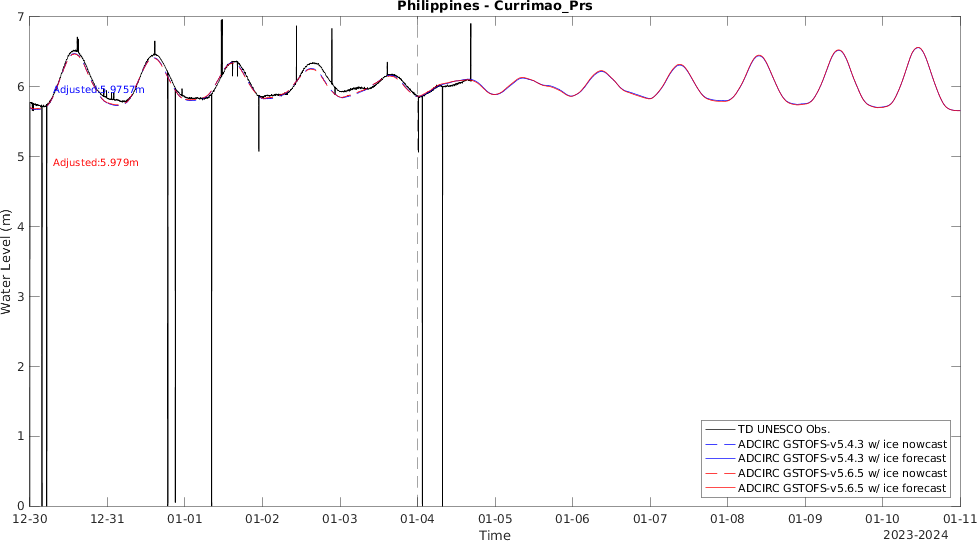 Philippines - Currimao_Prs
7
6
5
4
3
2
1
0
Water Level (m)
Adjusted:5.9757m
Adjusted:5.979m
TD UNESCO Obs.
ADCIRC GSTOFS-v5.4.3 w/ ice nowcast
ADCIRC GSTOFS-v5.4.3 w/ ice forecast
ADCIRC GSTOFS-v5.6.5 w/ ice nowcast
ADCIRC GSTOFS-v5.6.5 w/ ice forecast
12-30 12-31 01-01 01-02 01-03 01-04 01-05 01-06 01-07 01-08 01-09 01-10 01-11
Time
2023-2024